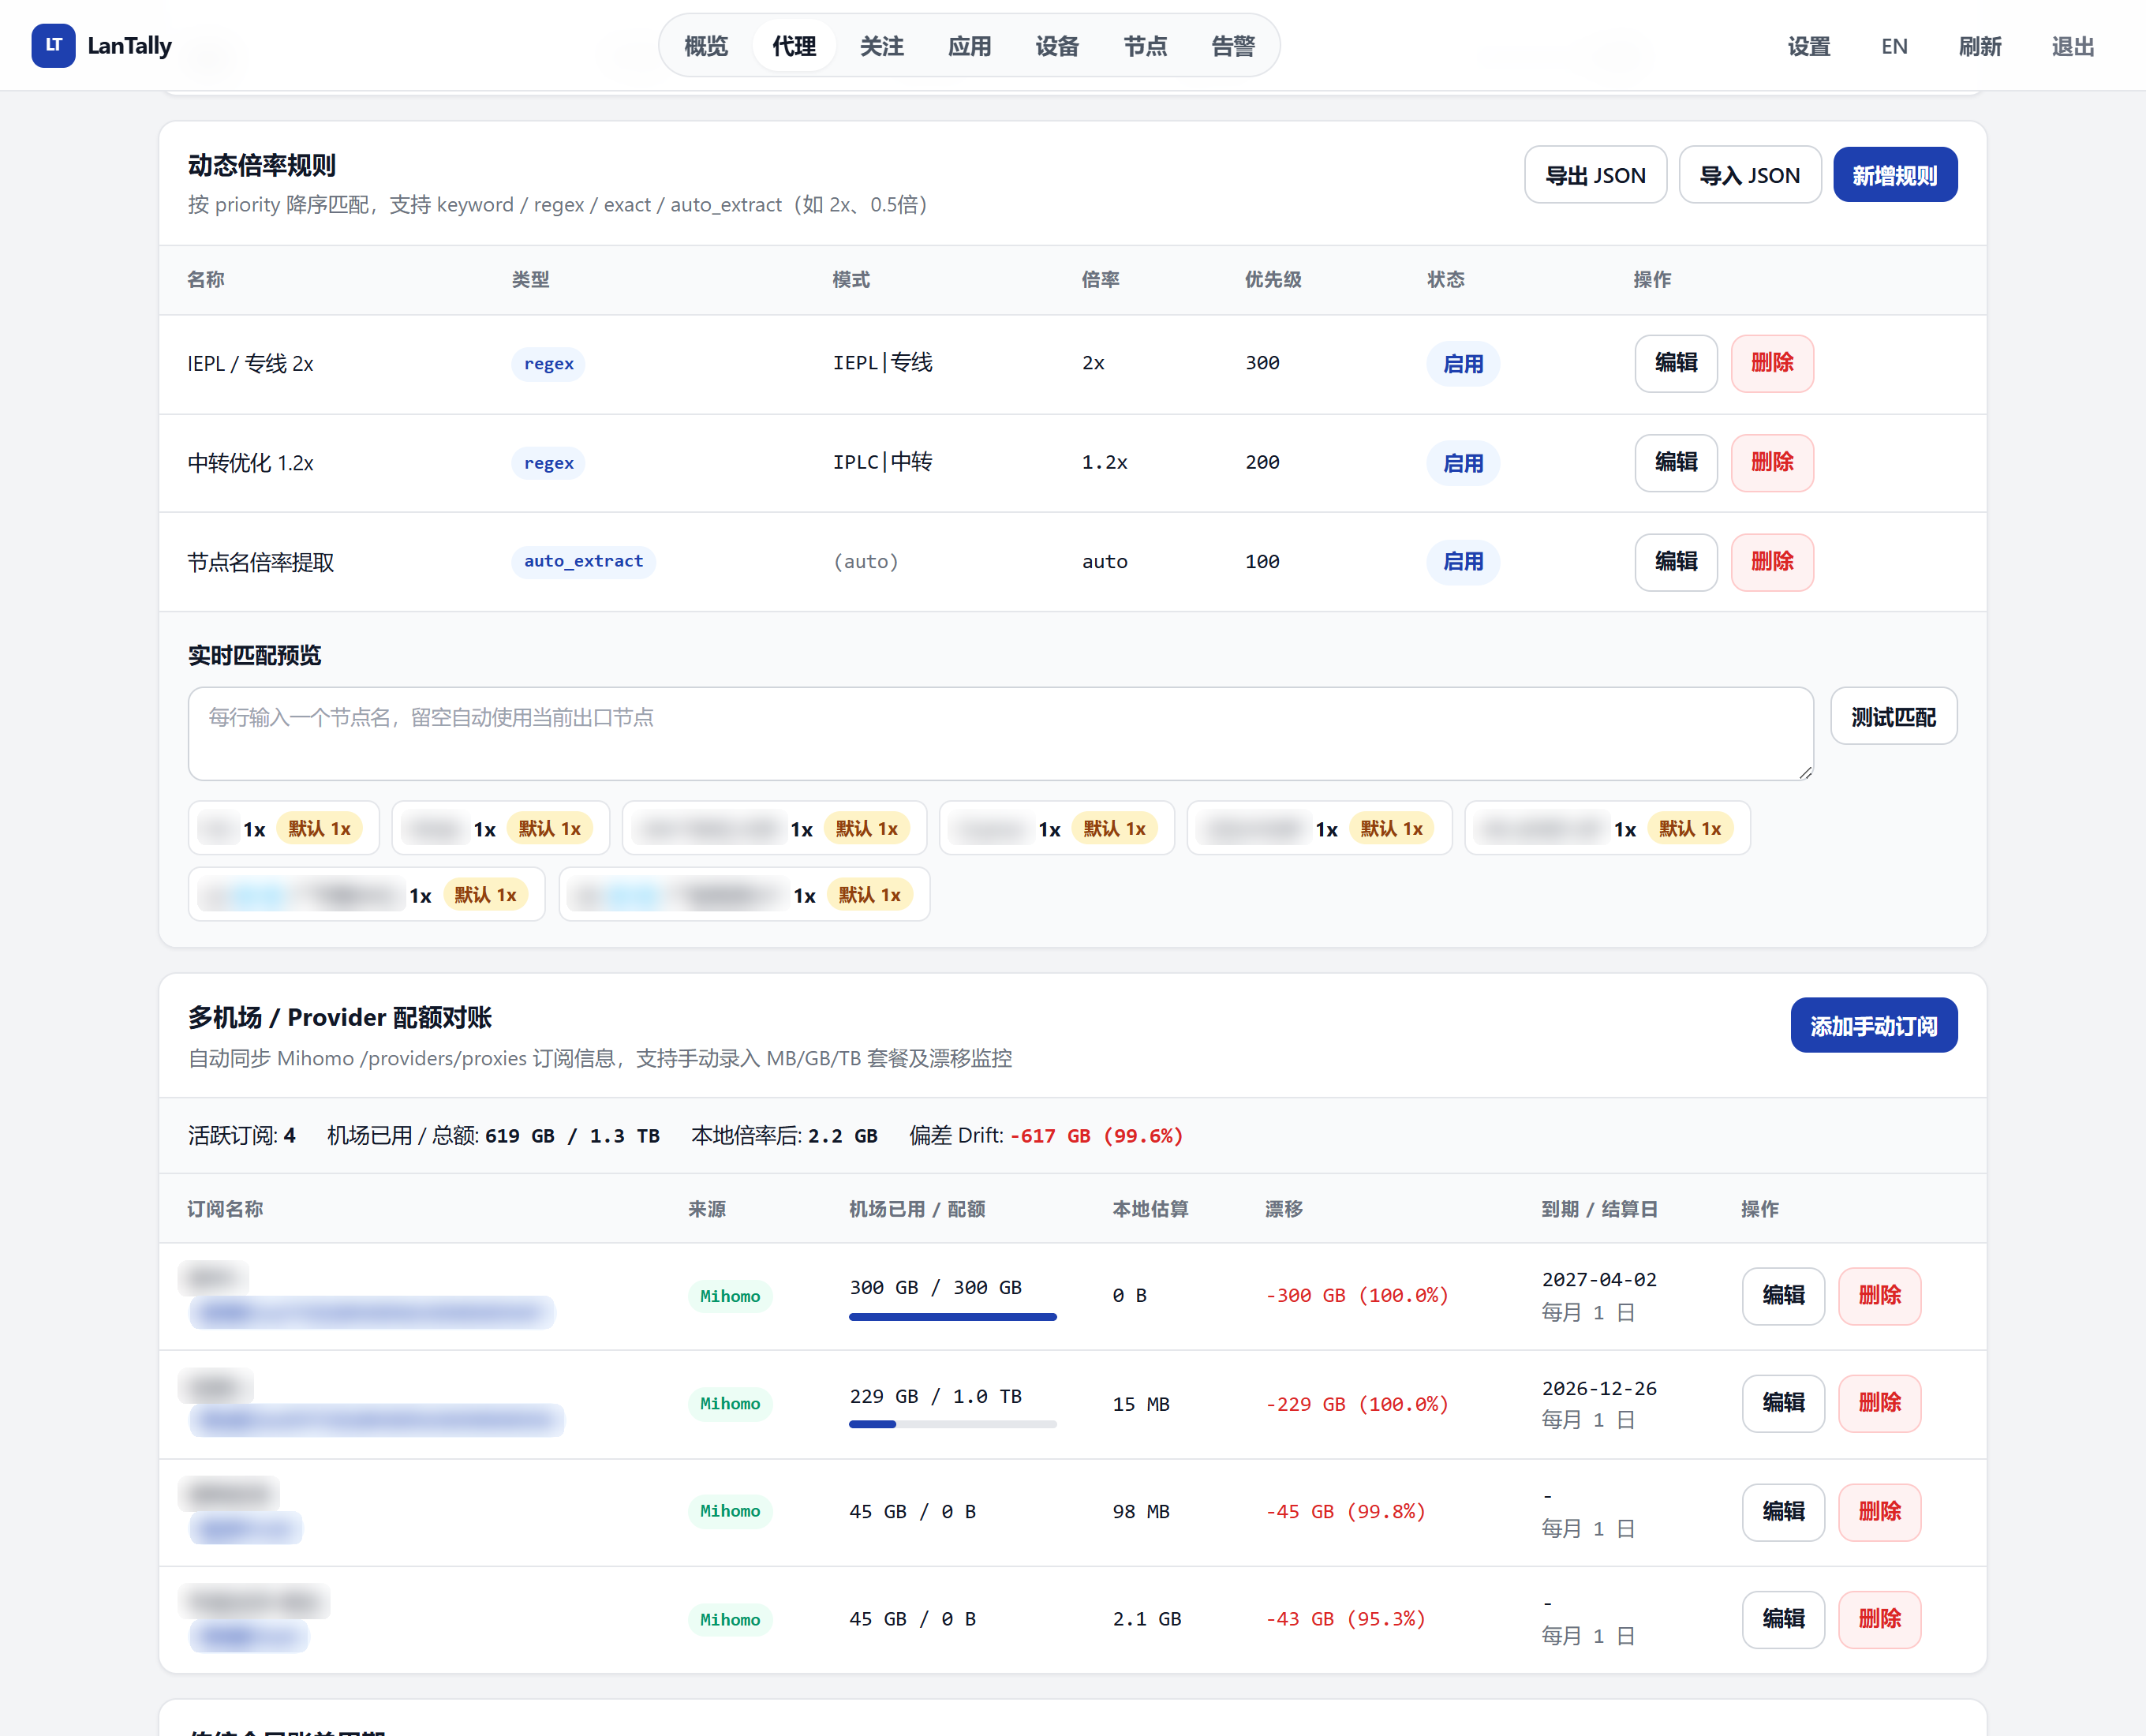 LT LanTally 概览 代理 关注 应用 设备 节点 告警 设置 EN 刷新 退出
动态倍率规则
按 priority 降序匹配，支持 keyword / regex / exact / auto_extract（如 2x、0.5倍）
导出 JSON 导入 JSON 新增规则
名称 类型 模式 倍率 优先级 状态 操作
IEPL / 专线 2x regex IEPL|专线 2x 300 启用 编辑 删除
中转优化 1.2x regex IPLC|中转 1.2x 200 启用 编辑 删除
节点名倍率提取 auto_extract (auto) auto 100 启用 编辑 删除
实时匹配预览
每行输入一个节点名，留空自动使用当前出口节点
测试匹配
1x 默认 1x 1x 默认 1x 1x 默认 1x 1x 默认 1x 1x 默认 1x 1x 默认 1x
1x 默认 1x 1x 默认 1x
多机场 / Provider 配额对账
自动同步 Mihomo /providers/proxies 订阅信息，支持手动录入 MB/GB/TB 套餐及漂移监控
添加手动订阅
活跃订阅: 4 机场已用 / 总额: 619 GB / 1.3 TB 本地倍率后: 2.2 GB 偏差 Drift: -617 GB (99.6%)
订阅名称 来源 机场已用 / 配额 本地估算 漂移 到期 / 结算日 操作
Mihomo 300 GB / 300 GB 0 B -300 GB (100.0%) 2027-04-02 编辑 删除
每月 1 日
Mihomo 229 GB / 1.0 TB 15 MB -229 GB (100.0%) 2026-12-26 编辑 删除
每月 1 日
Mihomo 45 GB / 0 B 98 MB -45 GB (99.8%) - 编辑 删除
每月 1 日
Mihomo 45 GB / 0 B 2.1 GB -43 GB (95.3%) - 编辑 删除
每月 1 日